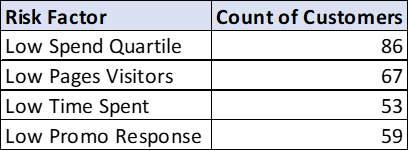 Risk Factor Count of Customers
Low Spend Quartile 86
Low Pages Visitors 67
Low Time Spent 53
Low Promo Response 59